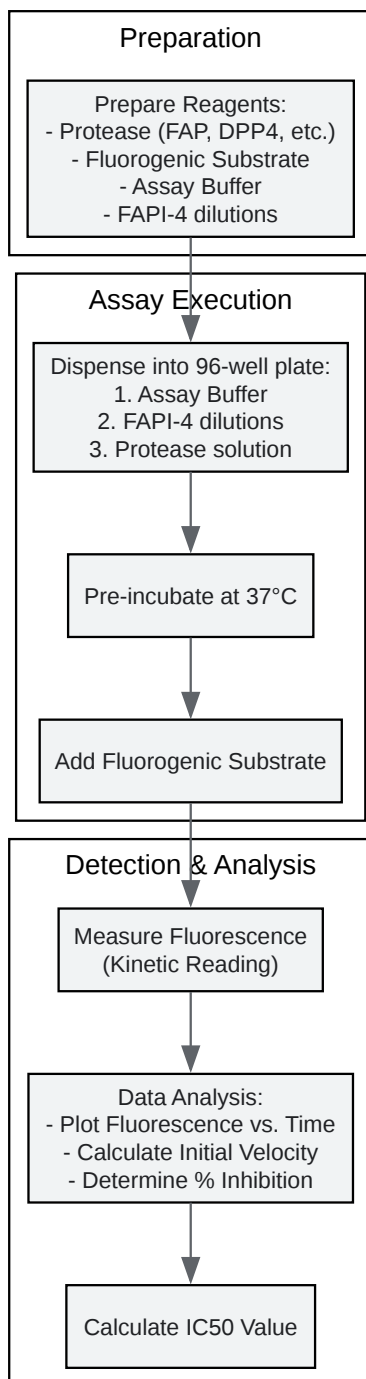 Preparation
Prepare Reagents:
- Protease (FAP, DPP4, etc.)
- Fluorogenic Substrate
- Assay Buffer
- FAPI-4 dilutions
Assay Execution
Dispense into 96-well plate:
1. Assay Buffer
2. FAPI-4 dilutions
3. Protease solution
Pre-incubate at 37°C
Add Fluorogenic Substrate
Detection & Analysis
Measure Fluorescence
(Kinetic Reading)
Data Analysis:
- Plot Fluorescence vs. Time
- Calculate Initial Velocity
- Determine % Inhibition
Calculate IC50 Value